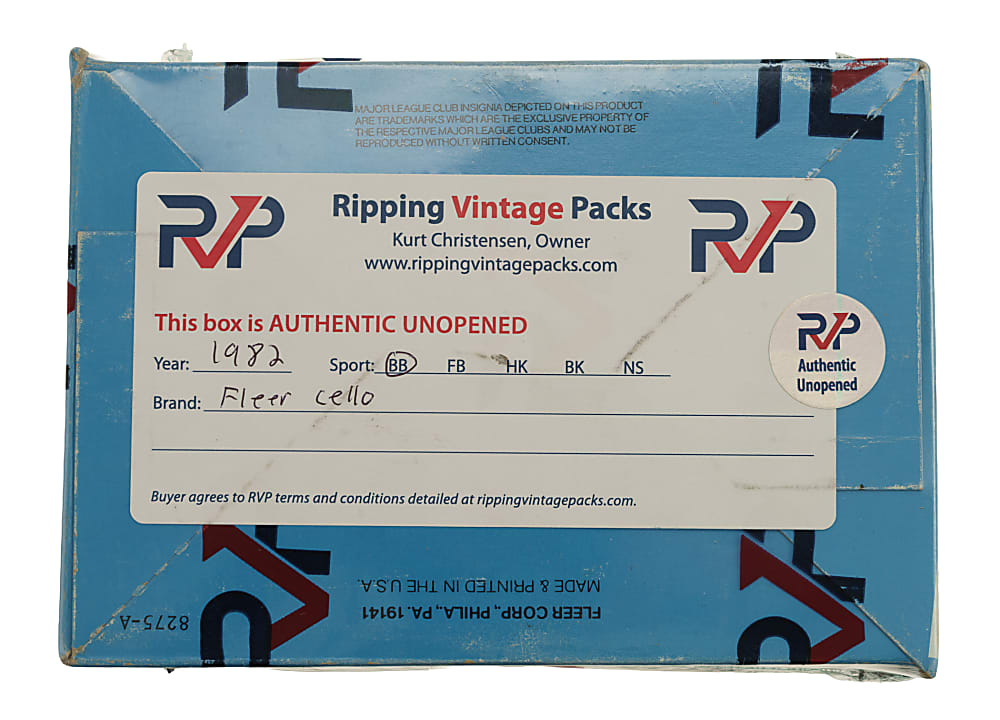 MAJOR LEAGUE CLUB INSIGNIA DEPICTED ON THIS PRODUCT
ARE TRADEMARKS WHICH ARE THE EXCLUSIVE PROPERTY OF
THE RESPECTIVE MAJOR LEAGUE CLUBS AND MAY NOT BE
REPRODUCED WITHOUT WRITTEN CONSENT.
RVP
Ripping Vintage Packs
RVP
Kurt Christensen, Owner
www.rippingvintagepacks.com
This box is AUTHENTIC UNOPENED
Year: 1982 Sport: BB FB HK BK NS
Brand: Fleer cello
RVP
Authentic
Unopened
Buyer agrees to RVP terms and conditions detailed at rippingvintagepacks.com.
FLEER CORP., PHILA., PA. 19141
MADE & PRINTED IN THE U.S.A.
8275-A